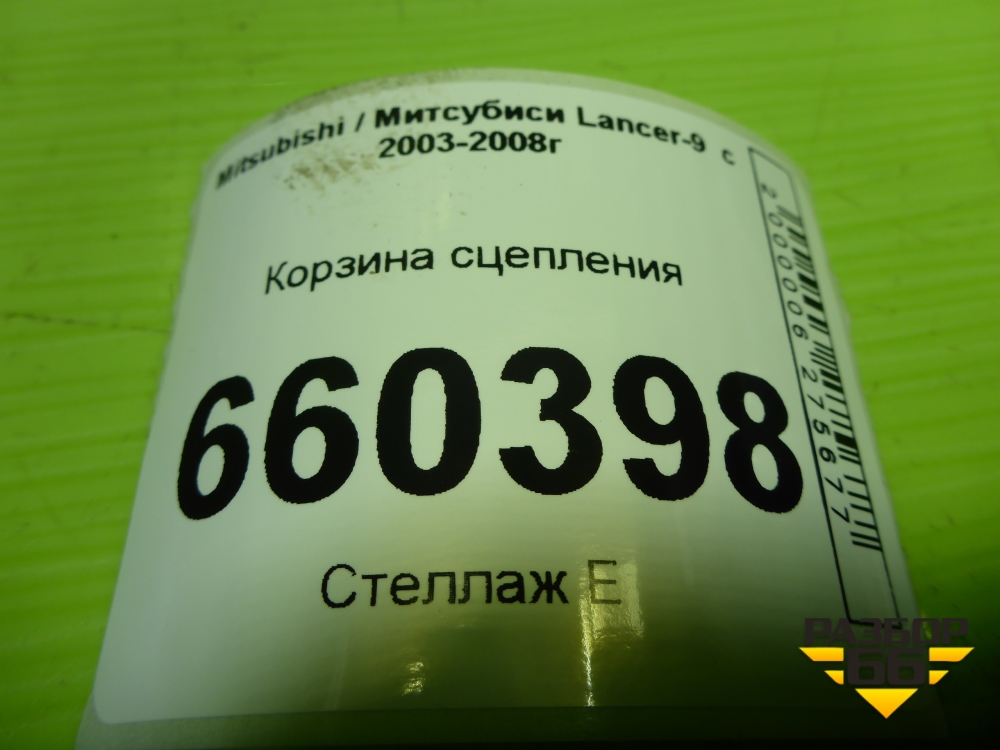 Mitsubishi / Митсубиси Lancer-9 с
2003-2008г
Корзина сцепления
660398
Стеллаж E
2000006275677
РАЗБОР
66